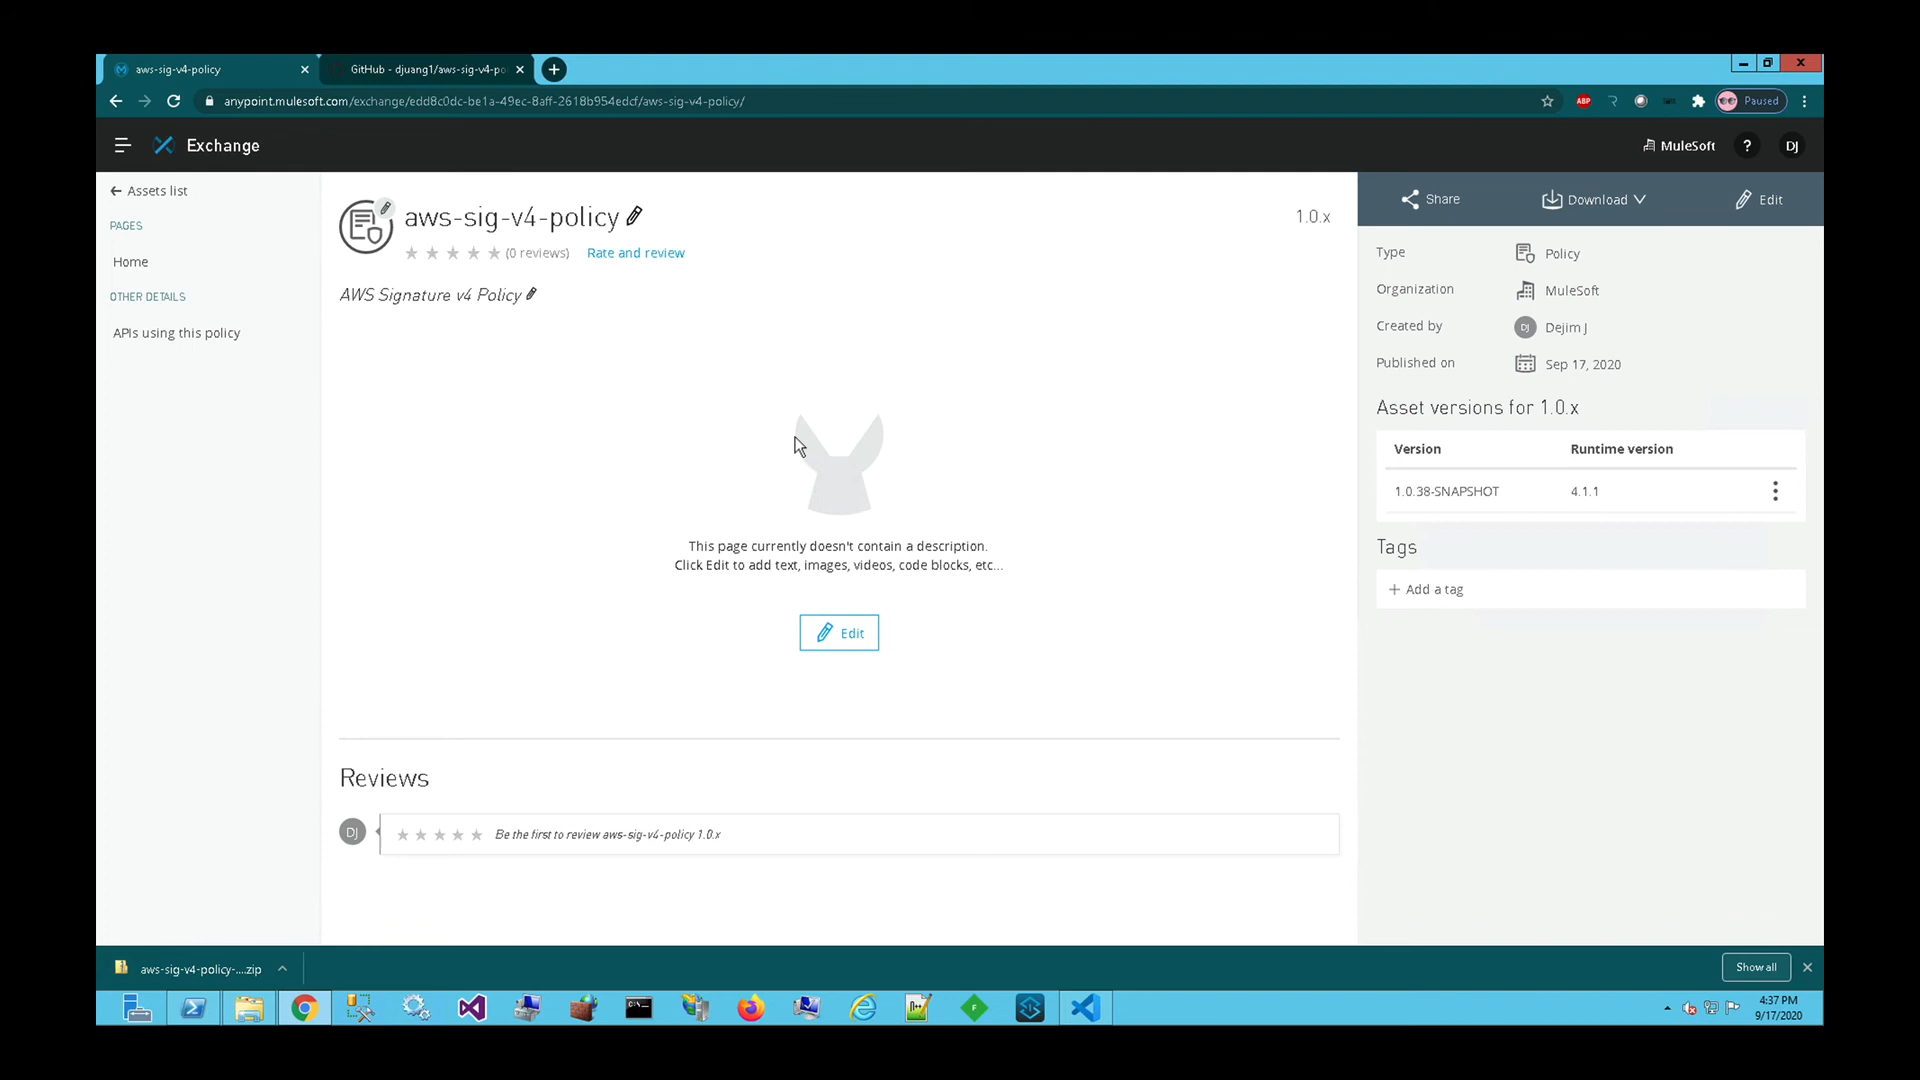 aws-sig-v4-policy
GitHub - djuang1/aws-sig-v4-po
anypoint.mulesoft.com/exchange/edd8c0dc-be1a-49ec-8aff-2618b954edcf/aws-sig-v4-policy/
ABP
Paused
Exchange
MuleSoft
?
DJ
Assets list
PAGES
Home
OTHER DETAILS
APIs using this policy
aws-sig-v4-policy
1.0.x
(0 reviews)
Rate and review
AWS Signature v4 Policy
This page currently doesn't contain a description.
Click Edit to add text, images, videos, code blocks, etc...
Edit
Reviews
DJ
Be the first to review aws-sig-v4-policy 1.0.x
Share
Download
Edit
Type
Policy
Organization
MuleSoft
Created by
DJ
Dejim J
Published on
Sep 17, 2020
Asset versions for 1.0.x
Version
Runtime version
1.0.38-SNAPSHOT
4.1.1
Tags
Add a tag
aws-sig-v4-policy-....zip
Show all
4:37 PM
9/17/2020